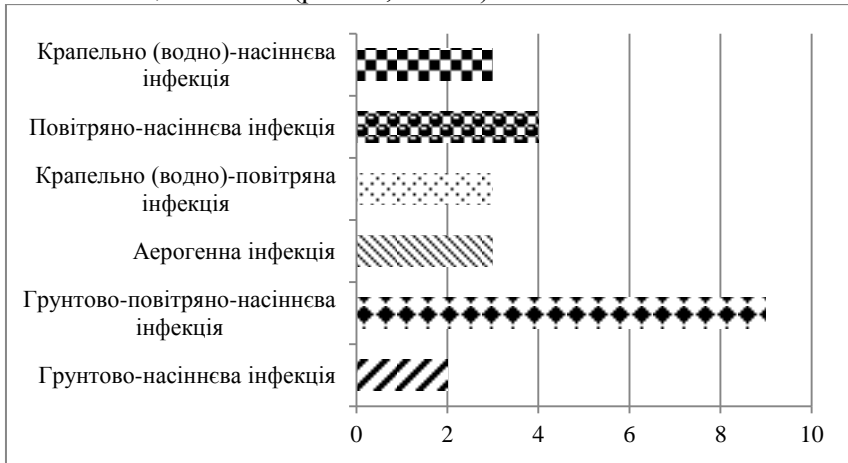 Крапельно (водно)-насіннєва
інфекція
Повітряно-насіннєва інфекція
Крапельно (водно)-повітряна
інфекція
Аерогенна інфекція
Грунтово-повітряно-насіннєва
інфекція
Грунтово-насіннєва інфекція
0 2 4 6 8 10